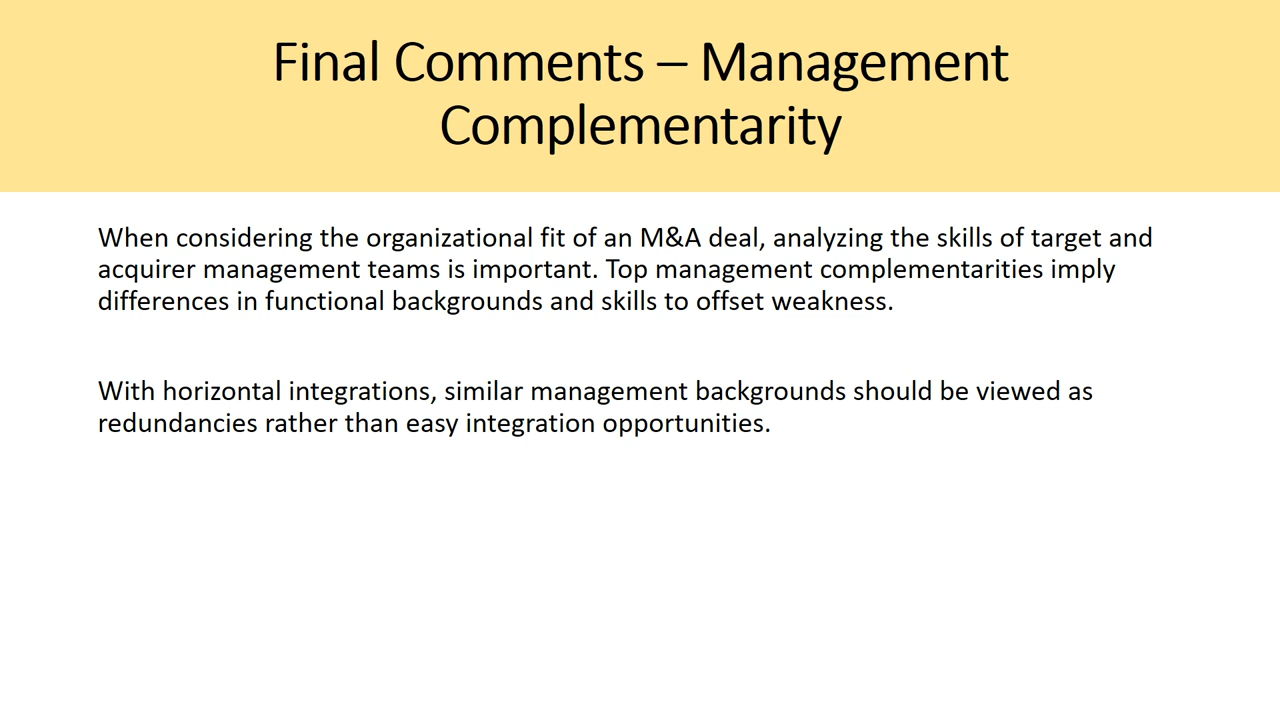 Final Comments – Management
Complementarity
When considering the organizational fit of an M&A deal, analyzing the skills of target and
acquirer management teams is important. Top management complementarities imply
differences in functional backgrounds and skills to offset weakness.
With horizontal integrations, similar management backgrounds should be viewed as
redundancies rather than easy integration opportunities.